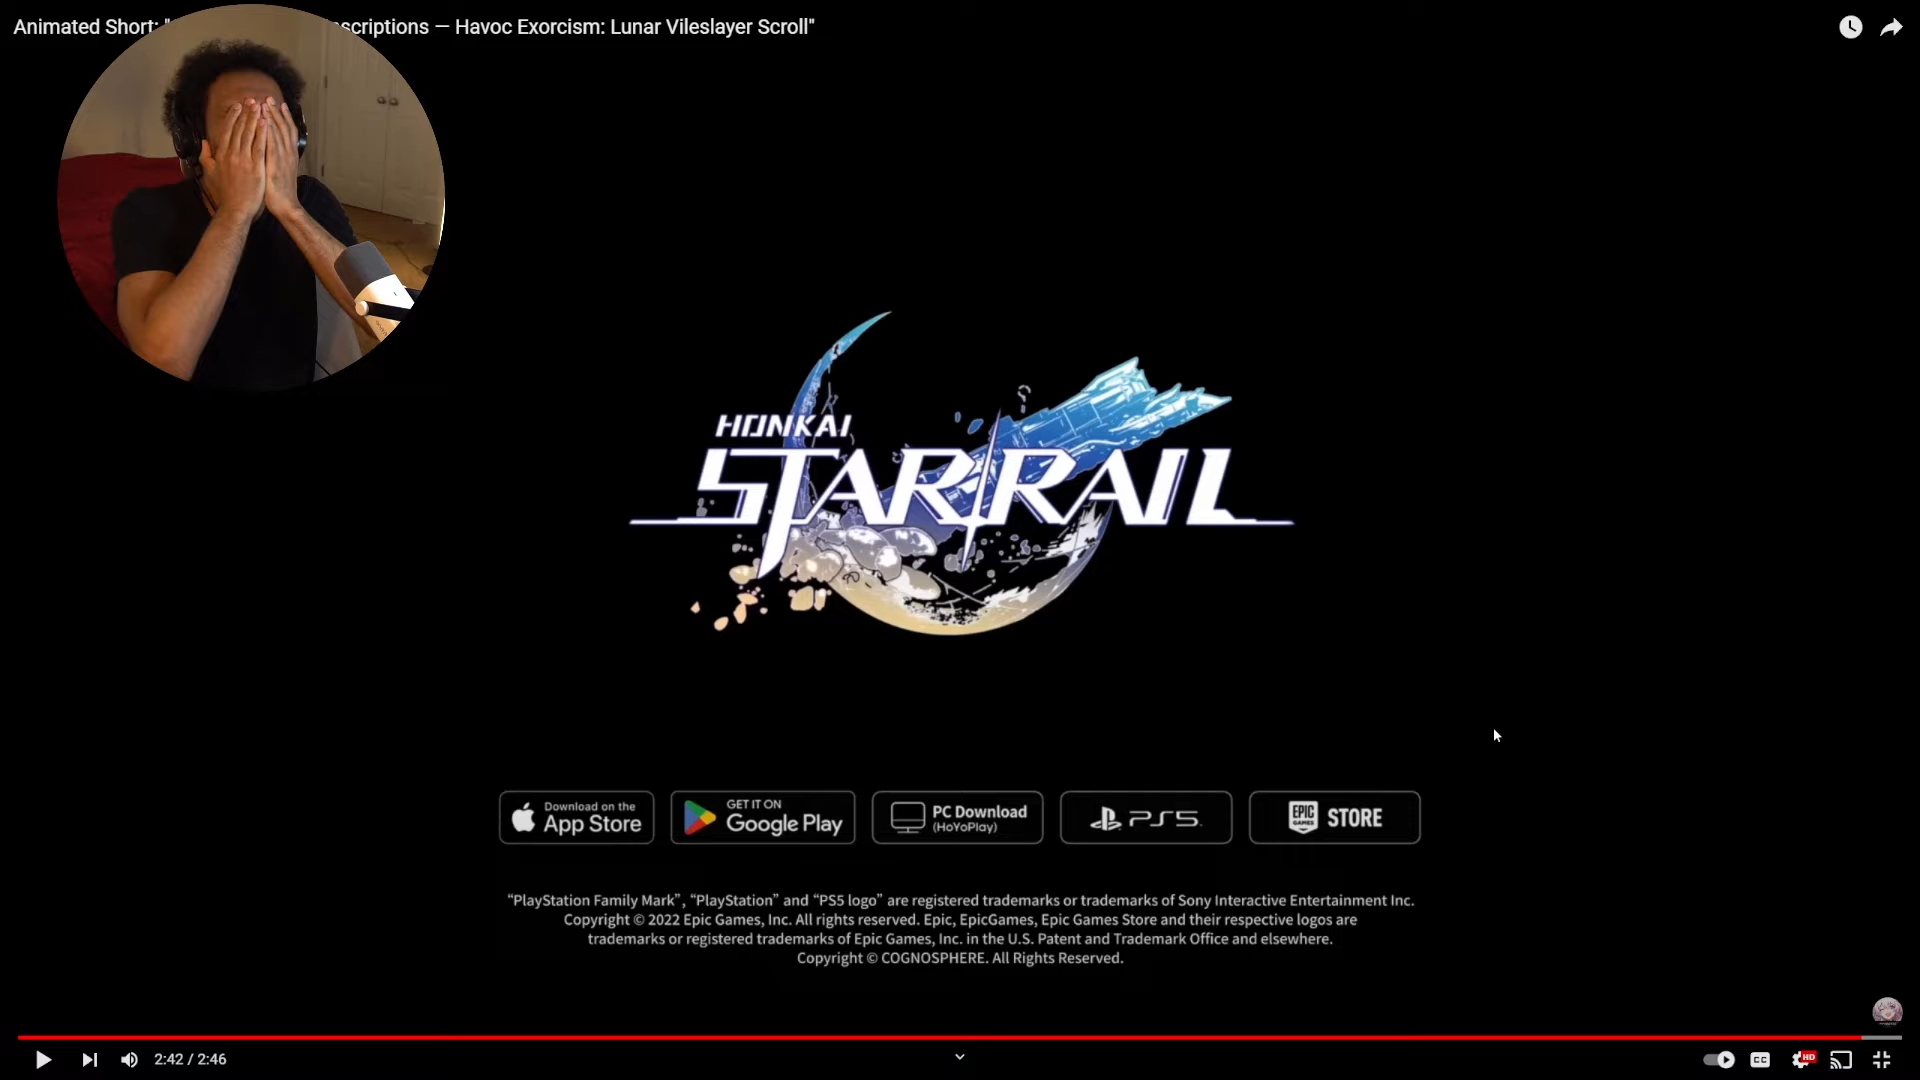 Animated Short: " scriptions — Havoc Exorcism: Lunar Vileslayer Scroll"
HONKAI
STAR RAIL
Download on the
App Store
GET IT ON
Google Play
PC Download
(HoYoPlay)
PS5
EPIC GAMES STORE
“PlayStation Family Mark”, “PlayStation” and “PS5 logo” are registered trademarks or trademarks of Sony Interactive Entertainment Inc.
Copyright © 2022 Epic Games, Inc. All rights reserved. Epic, EpicGames, Epic Games Store and their respective logos are
trademarks or registered trademarks of Epic Games, Inc. in the U.S. Patent and Trademark Office and elsewhere.
Copyright © COGNOSPHERE. All Rights Reserved.
2:42 / 2:46
CC
HD